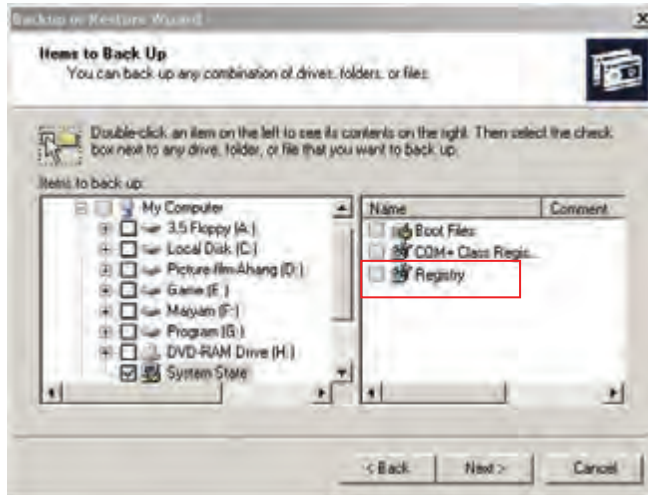 Backup or Restore Wizard
Items to Back Up
You can back up any combination of drives, folders, or files.
Double-click an item on the left to see its contents on the right. Then select the check
box next to any drive, folder, or file that you want to back up.
Items to back up:
My Computer
3.5 Floppy (A:)
Local Disk (C:)
Picture-film-Ahang (D:)
Game (E:)
Maryam (F:)
Program (G:)
DVD-RAM Drive (H:)
System State
Name Comment
Boot Files
COM+ Class Regis...
Registry
< Back Next > Cancel